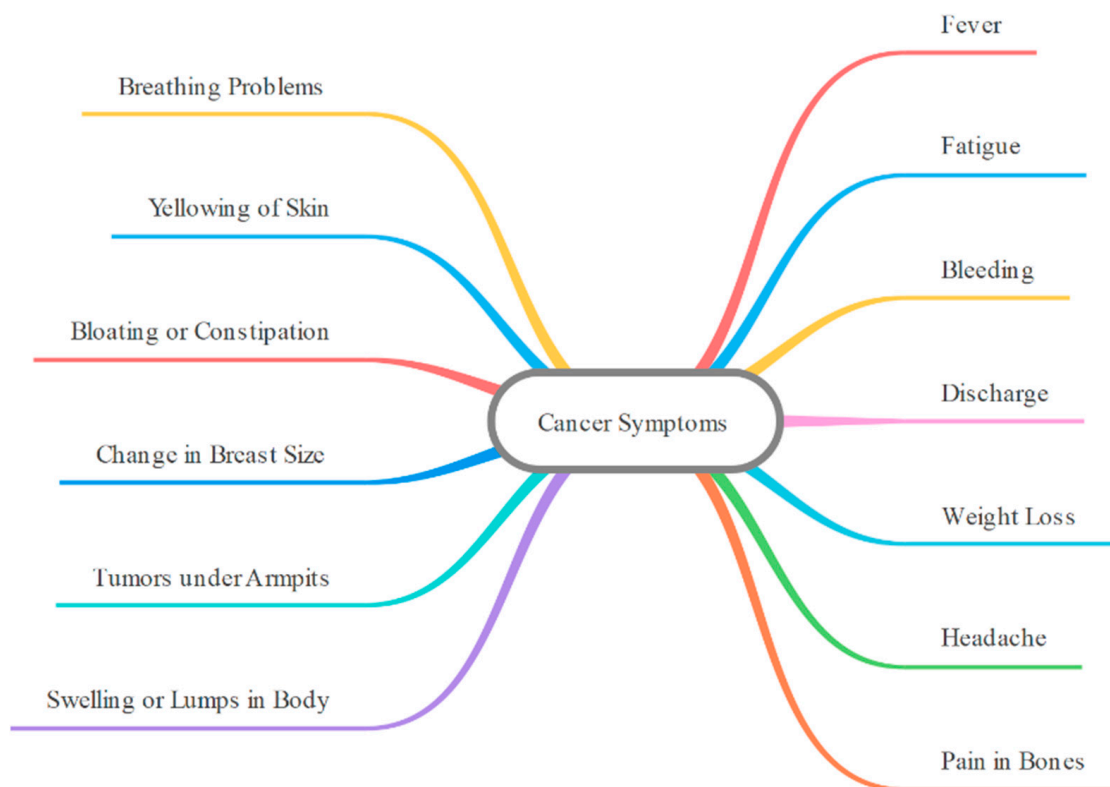 Fever
Breathing Problems
Fatigue
Yellowing of Skin
Bleeding
Bloating or Constipation
Discharge
Cancer Symptoms
Change in Breast Size
Weight Loss
Tumors under Armpits
Headache
Swelling or Lumps in Body
Pain in Bones